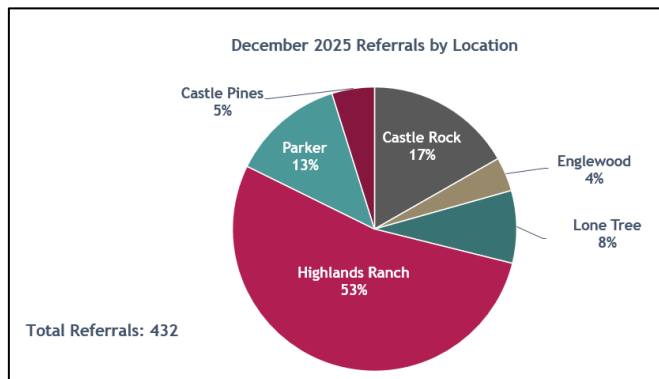 December 2025 Referrals by Location
Castle Pines
5%
Castle Rock
17%
Parker
13%
Englewood
4%
Lone Tree
8%
Highlands Ranch
53%
Total Referrals: 432